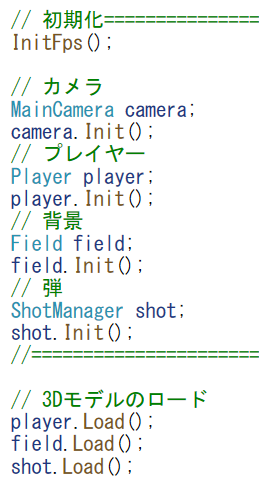 // 初期化===============
InitFps();
// カメラ
MainCamera camera;
camera.Init();
// プレイヤー
Player player;
player.Init();
// 背景
Field field;
field.Init();
// 弾
ShotManager shot;
shot.Init();
//======================
// 3Dモデルのロード
player.Load();
field.Load();
shot.Load();